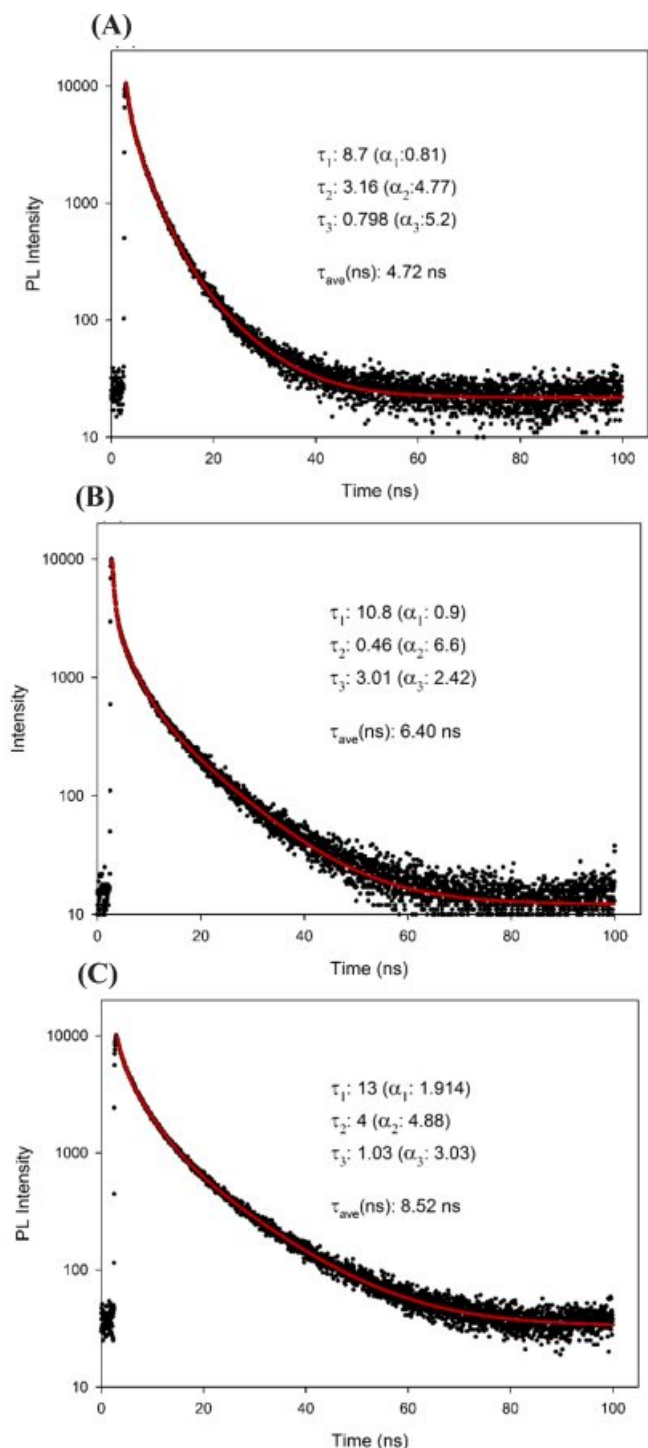 (A)
10000
1000
100
10
PL Intensity
τ1: 8.7 (α1:0.81)
τ2: 3.16 (α2:4.77)
τ3: 0.798 (α3:5.2)
τave(ns): 4.72 ns
0 20 40 60 80 100
Time (ns)
(B)
10000
1000
100
10
Intensity
τ1: 10.8 (α1: 0.9)
τ2: 0.46 (α2: 6.6)
τ3: 3.01 (α3: 2.42)
τave(ns): 6.40 ns
0 20 40 60 80 100
Time (ns)
(C)
10000
1000
100
10
PL Intensity
τ1: 13 (α1: 1.914)
τ2: 4 (α2: 4.88)
τ3: 1.03 (α3: 3.03)
τave(ns): 8.52 ns
0 20 40 60 80 100
Time (ns)